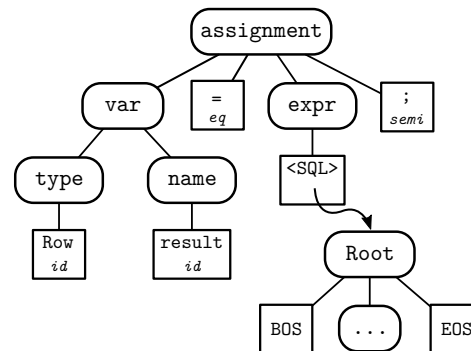 assignment
var
=
eq
expr
;
semi
type
name
<SQL>
Row
id
result
id
Root
BOS
...
EOS